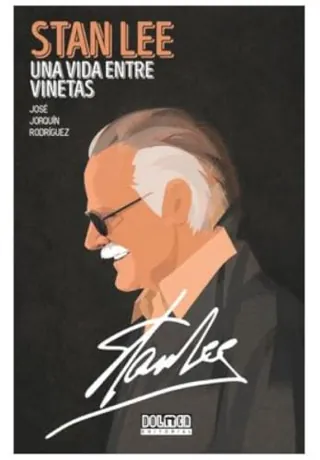 STAN LEE
UNA VIDA ENTRE
VIÑETAS
JOSÉ
JOAQUÍN
RODRÍGUEZ
Stan Lee
DOLMEN
EDITORIAL